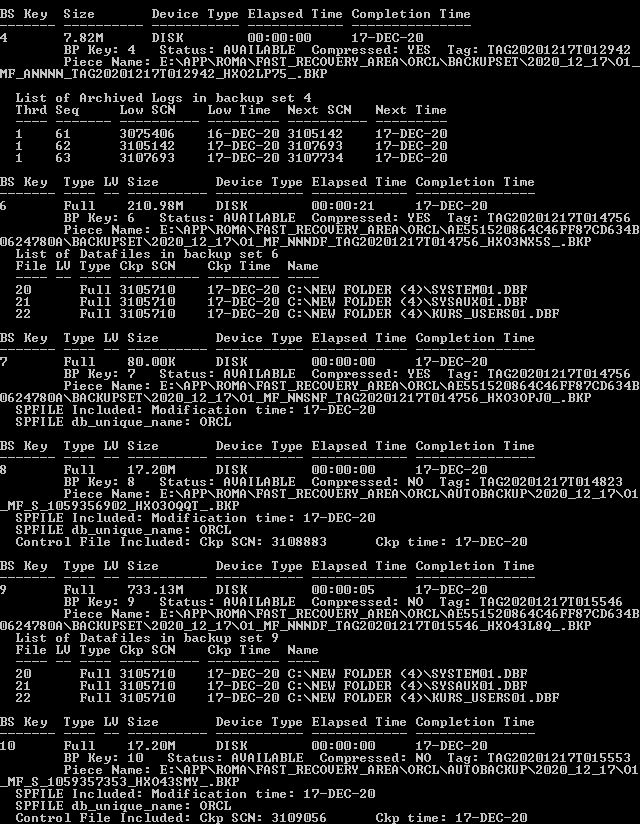 BS Key  Size       Device Type Elapsed Time Completion Time
------- ---------- ----------- ------------ ---------------
4       7.82M      DISK        00:00:00     17-DEC-20
        BP Key: 4   Status: AVAILABLE  Compressed: YES  Tag: TAG20201217T012942
        Piece Name: E:\APP\ROMA\FAST_RECOVERY_AREA\ORCL\BACKUPSET\2020_12_17\O1_
MF_ANNNN_TAG20201217T012942_HXO2LP75_.BKP

  List of Archived Logs in backup set 4
  Thrd Seq     Low SCN    Low Time  Next SCN   Next Time
  ---- ------- ---------- --------- ---------- ---------
  1    61      3075406    16-DEC-20 3105142    17-DEC-20
  1    62      3105142    17-DEC-20 3107693    17-DEC-20
  1    63      3107693    17-DEC-20 3107734    17-DEC-20

BS Key  Type LV Size       Device Type Elapsed Time Completion Time
------- ---- -- ---------- ----------- ------------ ---------------
6       Full    210.98M    DISK        00:00:21     17-DEC-20
        BP Key: 6   Status: AVAILABLE  Compressed: YES  Tag: TAG20201217T014756
        Piece Name: E:\APP\ROMA\FAST_RECOVERY_AREA\ORCL\AE551520864C46FF87CD634B
0624780A\BACKUPSET\2020_12_17\O1_MF_NNNDF_TAG20201217T014756_HXO3NX5S_.BKP
  List of Datafiles in backup set 6
  File LV Type Ckp SCN    Ckp Time  Name
  ---- -- ---- ---------- --------- ----
  20      Full 3105710    17-DEC-20 C:\NEW FOLDER (4)\SYSTEM01.DBF
  21      Full 3105710    17-DEC-20 C:\NEW FOLDER (4)\SYSAUX01.DBF
  22      Full 3105710    17-DEC-20 C:\NEW FOLDER (4)\KURS_USERS01.DBF

BS Key  Type LV Size       Device Type Elapsed Time Completion Time
------- ---- -- ---------- ----------- ------------ ---------------
7       Full    80.00K     DISK        00:00:00     17-DEC-20
        BP Key: 7   Status: AVAILABLE  Compressed: YES  Tag: TAG20201217T014756
        Piece Name: E:\APP\ROMA\FAST_RECOVERY_AREA\ORCL\AE551520864C46FF87CD634B
0624780A\BACKUPSET\2020_12_17\O1_MF_NNSNF_TAG20201217T014756_HXO3OPJ0_.BKP
  SPFILE Included: Modification time: 17-DEC-20
  SPFILE db_unique_name: ORCL

BS Key  Type LV Size       Device Type Elapsed Time Completion Time
------- ---- -- ---------- ----------- ------------ ---------------
8       Full    17.20M     DISK        00:00:00     17-DEC-20
        BP Key: 8   Status: AVAILABLE  Compressed: NO  Tag: TAG20201217T014823
        Piece Name: E:\APP\ROMA\FAST_RECOVERY_AREA\ORCL\AUTOBACKUP\2020_12_17\O1
_MF_S_1059356902_HXO3OQQT_.BKP
  SPFILE Included: Modification time: 17-DEC-20
  SPFILE db_unique_name: ORCL
  Control File Included: Ckp SCN: 3108883      Ckp time: 17-DEC-20

BS Key  Type LV Size       Device Type Elapsed Time Completion Time
------- ---- -- ---------- ----------- ------------ ---------------
9       Full    733.13M    DISK        00:00:05     17-DEC-20
        BP Key: 9   Status: AVAILABLE  Compressed: NO  Tag: TAG20201217T015546
        Piece Name: E:\APP\ROMA\FAST_RECOVERY_AREA\ORCL\AE551520864C46FF87CD634B
0624780A\BACKUPSET\2020_12_17\O1_MF_NNNDF_TAG20201217T015546_HXO43L8Q_.BKP
  List of Datafiles in backup set 9
  File LV Type Ckp SCN    Ckp Time  Name
  ---- -- ---- ---------- --------- ----
  20      Full 3105710    17-DEC-20 C:\NEW FOLDER (4)\SYSTEM01.DBF
  21      Full 3105710    17-DEC-20 C:\NEW FOLDER (4)\SYSAUX01.DBF
  22      Full 3105710    17-DEC-20 C:\NEW FOLDER (4)\KURS_USERS01.DBF

BS Key  Type LV Size       Device Type Elapsed Time Completion Time
------- ---- -- ---------- ----------- ------------ ---------------
10      Full    17.20M     DISK        00:00:00     17-DEC-20
        BP Key: 10   Status: AVAILABLE  Compressed: NO  Tag: TAG20201217T015553
        Piece Name: E:\APP\ROMA\FAST_RECOVERY_AREA\ORCL\AUTOBACKUP\2020_12_17\O1
_MF_S_1059357353_HXO43SMY_.BKP
  SPFILE Included: Modification time: 17-DEC-20
  SPFILE db_unique_name: ORCL
  Control File Included: Ckp SCN: 3109056      Ckp time: 17-DEC-20